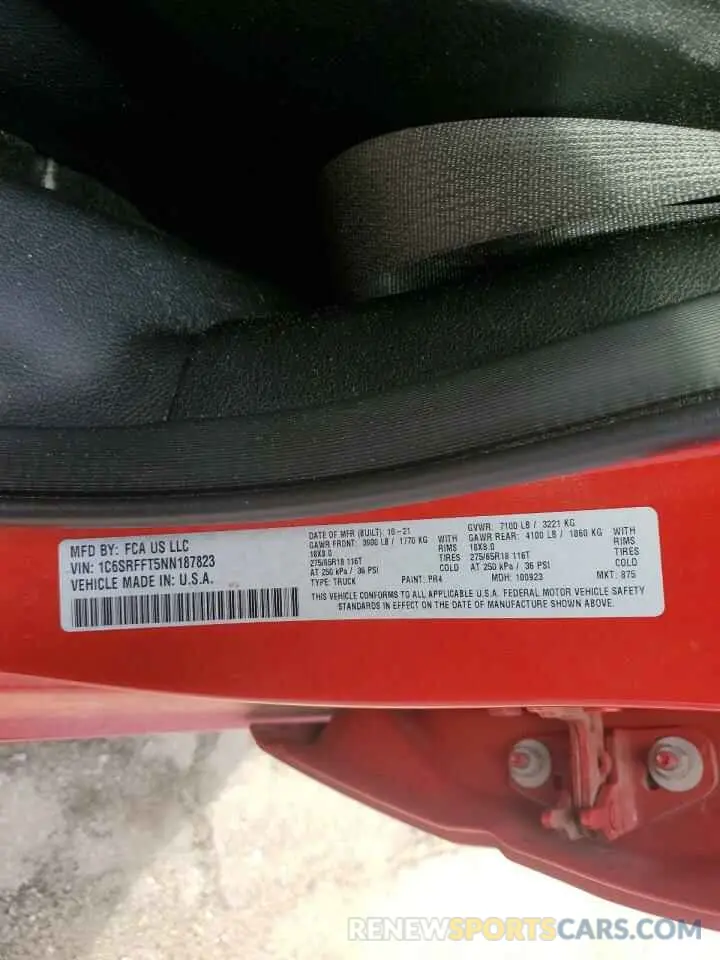 MFD BY: FCA US LLC
VIN: 1C6SRFFT5NN187823
VEHICLE MADE IN: U.S.A.
DATE OF MFR (BUILT): 10-21
GVWR: 7100 LB / 3221 KG
GAWR FRONT: 3900 LB / 1770 KG WITH
GAWR REAR: 4100 LB / 1860 KG WITH
18X8.0 RIMS
18X8.0 RIMS
275/65R18 116T TIRES
275/65R18 116T TIRES
AT 250 kPa / 36 PSI COLD
AT 250 kPa / 36 PSI COLD
TYPE: TRUCK PAINT: PR4 MDH: 100923 MKT: 875
THIS VEHICLE CONFORMS TO ALL APPLICABLE U.S.A. FEDERAL MOTOR VEHICLE SAFETY
STANDARDS IN EFFECT ON THE DATE OF MANUFACTURE SHOWN ABOVE.
RENEWSPORTSCARS.COM